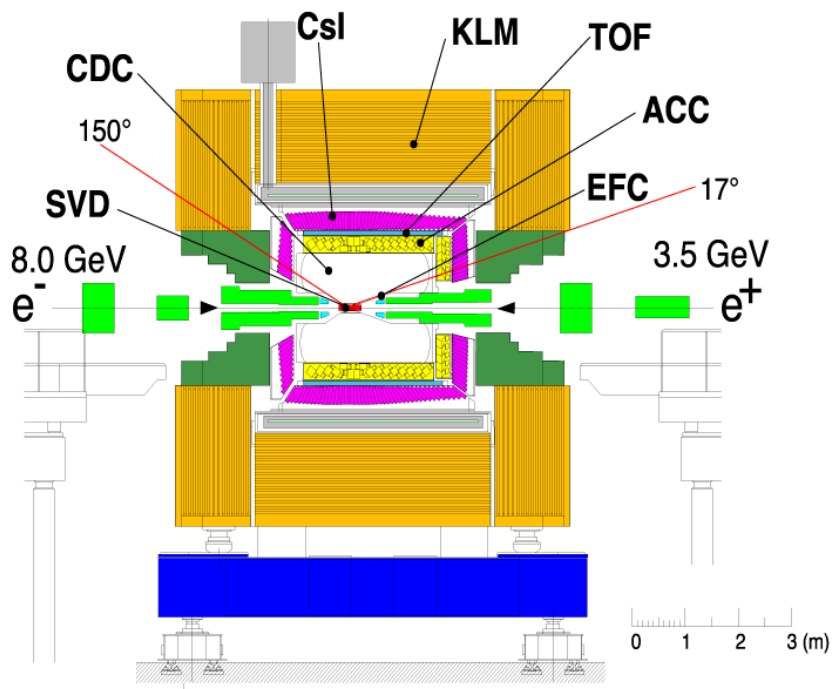 CsI
KLM
TOF
CDC
ACC
150°
EFC
17°
SVD
8.0 GeV
3.5 GeV
e-
e+
0 1 2 3 (m)